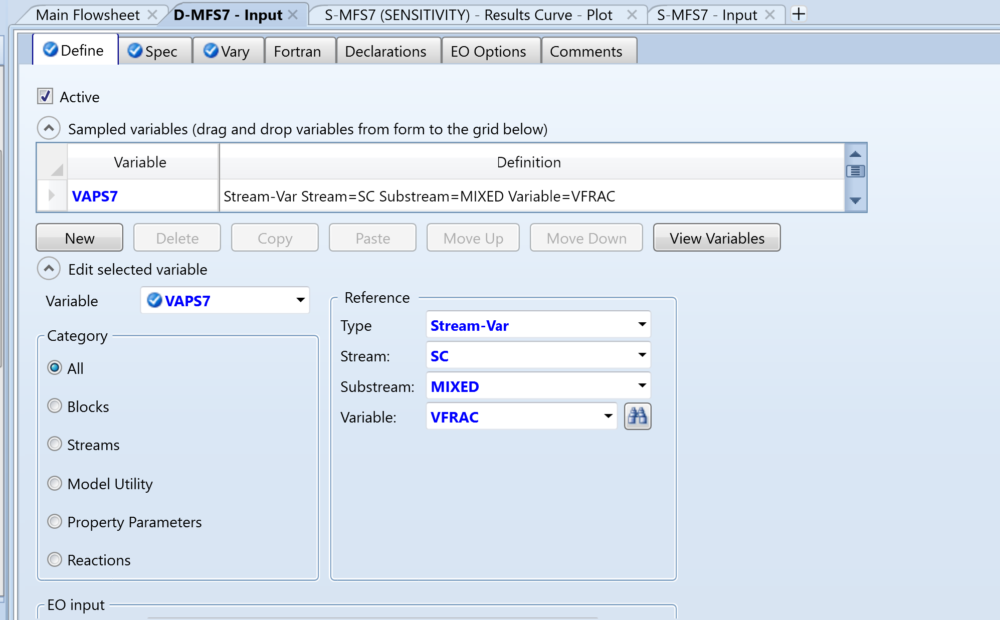 Main Flowsheet D-MFS7 - Input S-MFS7 (SENSITIVITY) - Results Curve - Plot S-MFS7 - Input
Define Spec Vary Fortran Declarations EO Options Comments
Active
Sampled variables (drag and drop variables from form to the grid below)
Variable Definition
VAPS7 Stream-Var Stream=SC Substream=MIXED Variable=VFRAC
New Delete Copy Paste Move Up Move Down View Variables
Edit selected variable
Variable VAPS7
Reference
Type Stream-Var
Stream: SC
Substream: MIXED
Variable: VFRAC
Category
All
Blocks
Streams
Model Utility
Property Parameters
Reactions
EO input